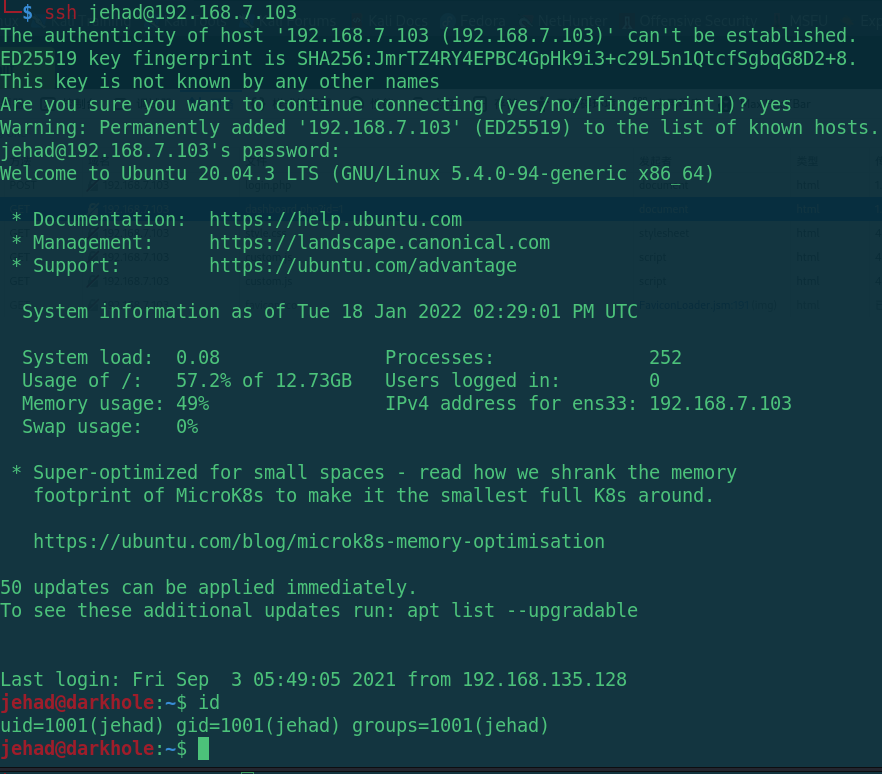 └─$ ssh jehad@192.168.7.103
The authenticity of host '192.168.7.103 (192.168.7.103)' can't be established.
ED25519 key fingerprint is SHA256:JmrTZ4RY4EPBC4GpHk9i3+c29L5n1QtcfSgbqG8D2+8.
This key is not known by any other names
Are you sure you want to continue connecting (yes/no/[fingerprint])? yes
Warning: Permanently added '192.168.7.103' (ED25519) to the list of known hosts.
jehad@192.168.7.103's password:
Welcome to Ubuntu 20.04.3 LTS (GNU/Linux 5.4.0-94-generic x86_64)
* Documentation:  https://help.ubuntu.com
* Management:     https://landscape.canonical.com
* Support:        https://ubuntu.com/advantage
System information as of Tue 18 Jan 2022 02:29:01 PM UTC
System load:  0.08               Processes:              252
Usage of /:   57.2% of 12.73GB   Users logged in:        0
Memory usage: 49%                IPv4 address for ens33: 192.168.7.103
Swap usage:   0%
* Super-optimized for small spaces - read how we shrank the memory
footprint of MicroK8s to make it the smallest full K8s around.
https://ubuntu.com/blog/microk8s-memory-optimisation
50 updates can be applied immediately.
To see these additional updates run: apt list --upgradable
Last login: Fri Sep  3 05:49:05 2021 from 192.168.135.128
jehad@darkhole:~$ id
uid=1001(jehad) gid=1001(jehad) groups=1001(jehad)
jehad@darkhole:~$